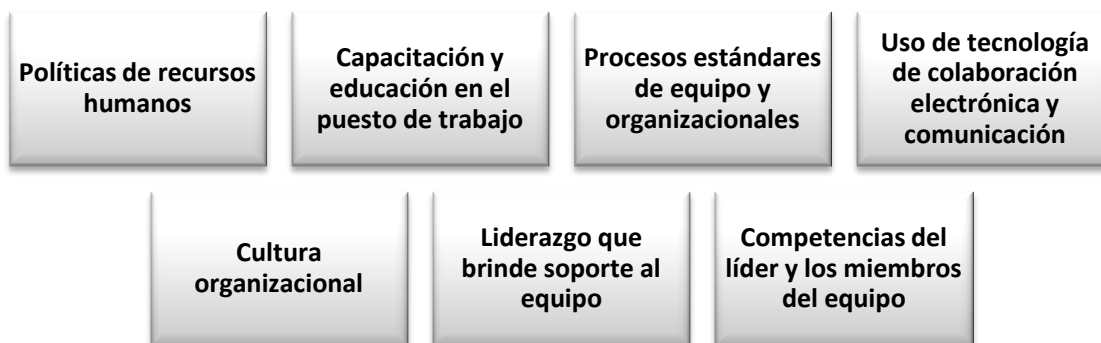 Políticas de recursos
humanos
Capacitación y
educación en el
puesto de trabajo
Procesos estándares
de equipo y
organizacionales
Uso de tecnología
de colaboración
electrónica y
comunicación
Cultura
organizacional
Liderazgo que
brinde soporte al
equipo
Competencias del
líder y los miembros
del equipo